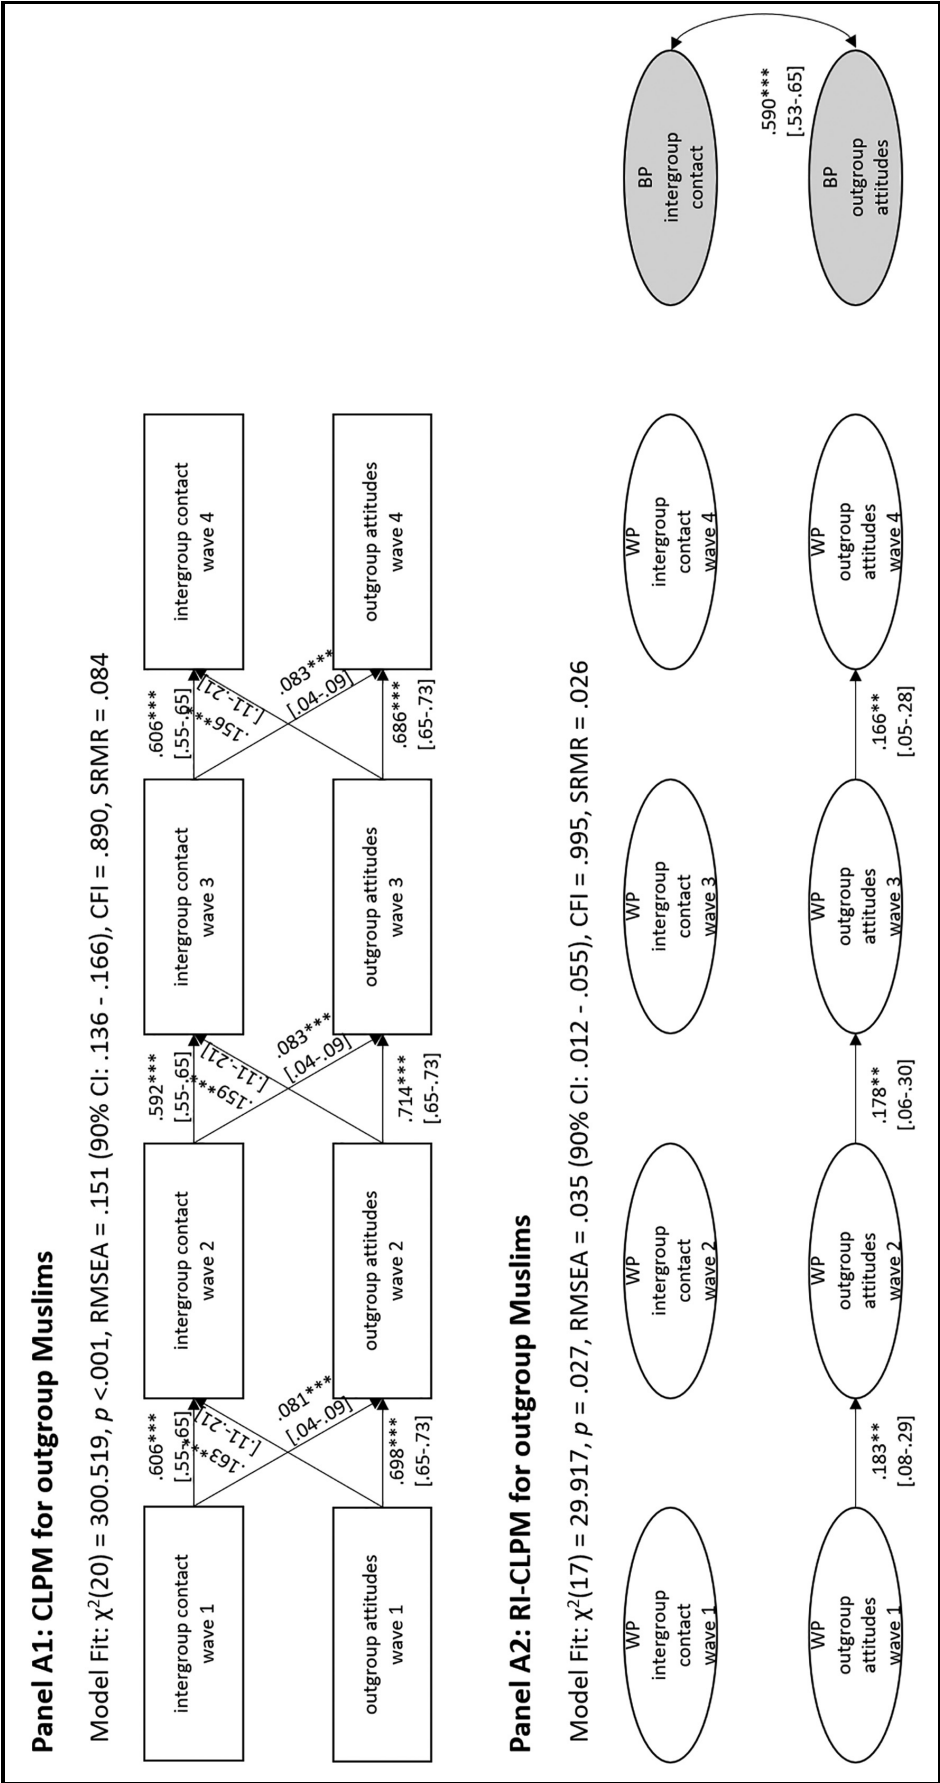 Panel A1: CLPM for outgroup Muslims
Model Fit: χ²(20) = 300.519, p <.001, RMSEA = .151 (90% CI: .136 - .166), CFI = .890, SRMR = .084
intergroup contact
wave 1
.606***
[.55-.65]
intergroup contact
wave 2
.592***
[.55-.65]
intergroup contact
wave 3
.606***
[.55-.65]
intergroup contact
wave 4
.163***
[.11-.21]
.081***
[.04-.09]
.159***
[.11-.21]
.083***
[.04-.09]
.156***
[.11-.21]
.083***
[.04-.09]
outgroup attitudes
wave 1
.698***
[.65-.73]
outgroup attitudes
wave 2
.714***
[.65-.73]
outgroup attitudes
wave 3
.686***
[.65-.73]
outgroup attitudes
wave 4
Panel A2: RI-CLPM for outgroup Muslims
Model Fit: χ²(17) = 29.917, p = .027, RMSEA = .035 (90% CI: .012 - .055), CFI = .995, SRMR = .026
WP
intergroup
contact
wave 1
WP
intergroup
contact
wave 2
WP
intergroup
contact
wave 3
WP
intergroup
contact
wave 4
BP
intergroup
contact
.590***
[.53-.65]
WP
outgroup
attitudes
wave 1
.183**
[.08-.29]
WP
outgroup
attitudes
wave 2
.178**
[.06-.30]
WP
outgroup
attitudes
wave 3
.166**
[.05-.28]
WP
outgroup
attitudes
wave 4
BP
outgroup
attitudes